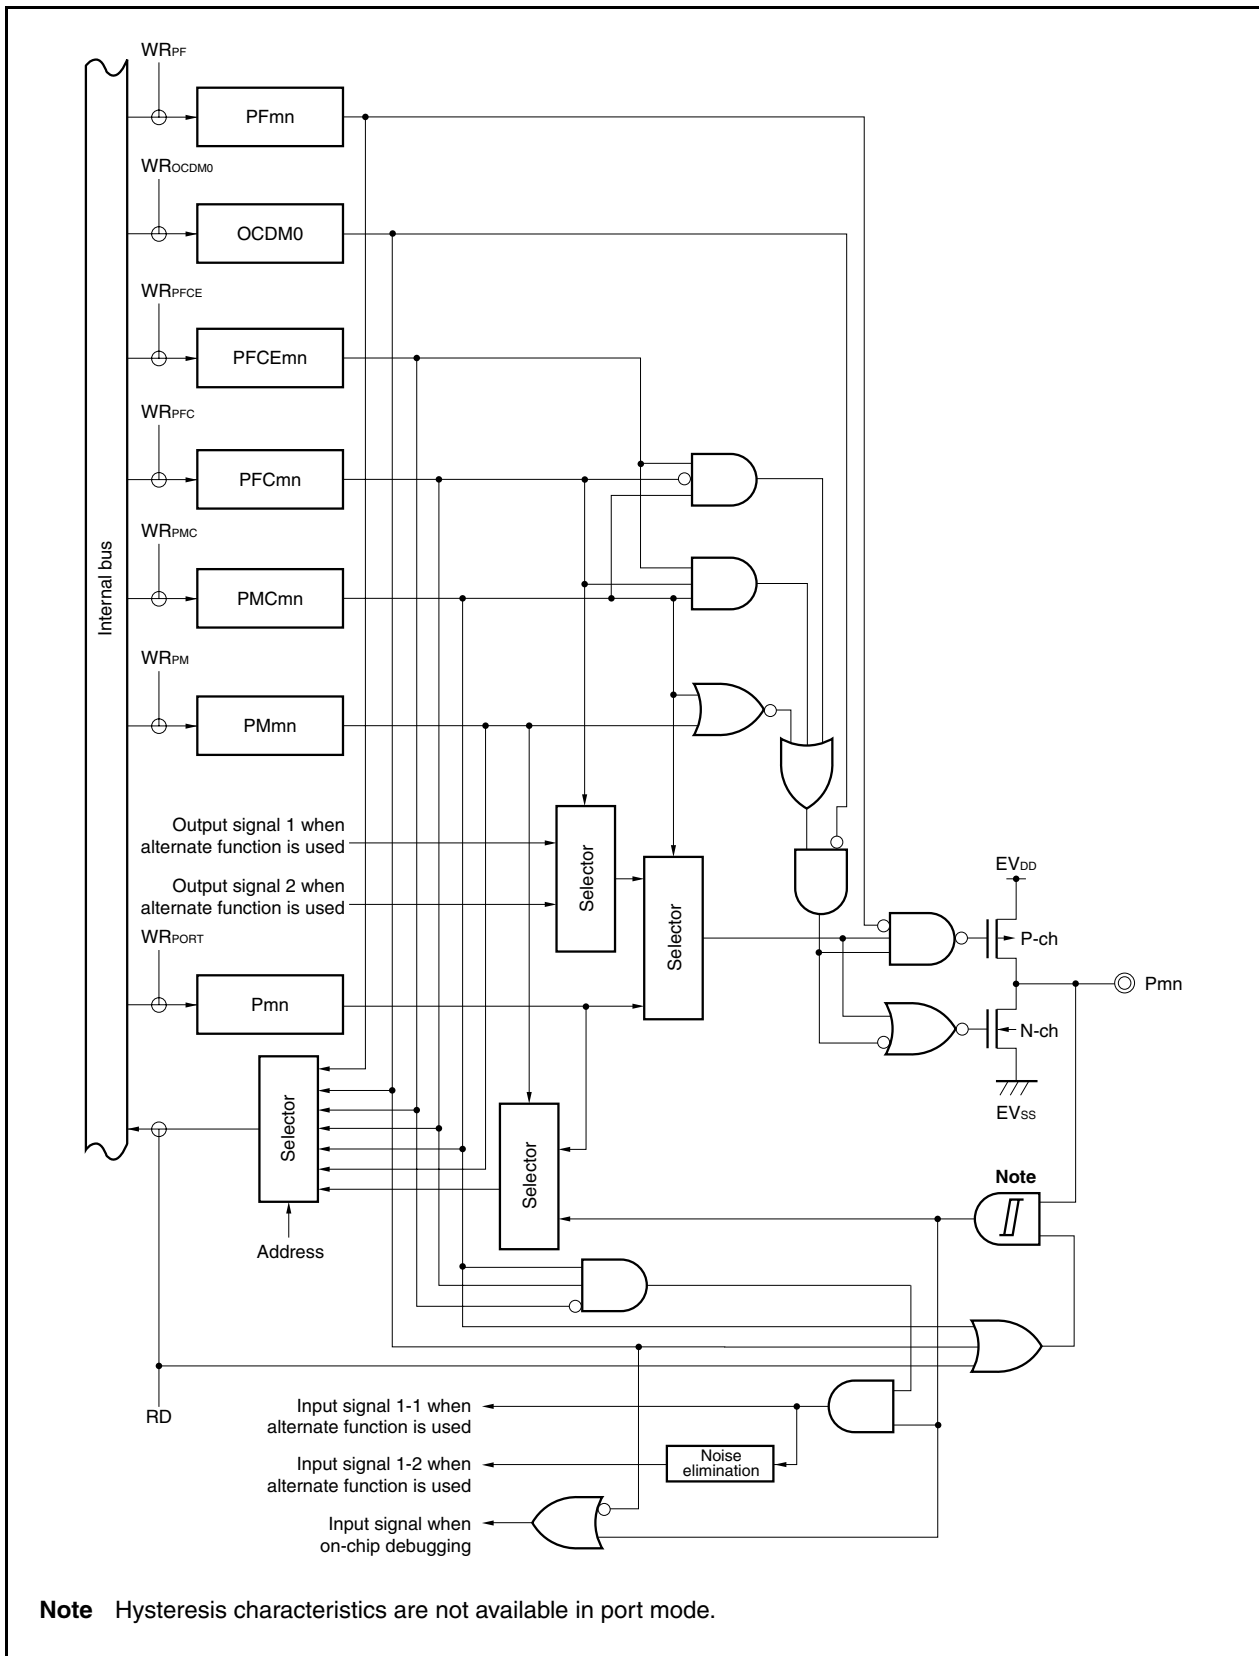 WRPF
PFmn
WROCDM0
OCDM0
WRPFCE
PFCEmn
WRPFC
PFCmn
Internal bus
WRPMC
PMCmn
WRPM
PMmn
Output signal 1 when
alternate function is used
Output signal 2 when
alternate function is used
Selector
Selector
WRPORT
Pmn
EVDD
P-ch
Pmn
N-ch
EVSS
Selector
Selector
Address
Note
RD
Input signal 1-1 when
alternate function is used
Noise
elimination
Input signal 1-2 when
alternate function is used
Input signal when
on-chip debugging
Note Hysteresis characteristics are not available in port mode.